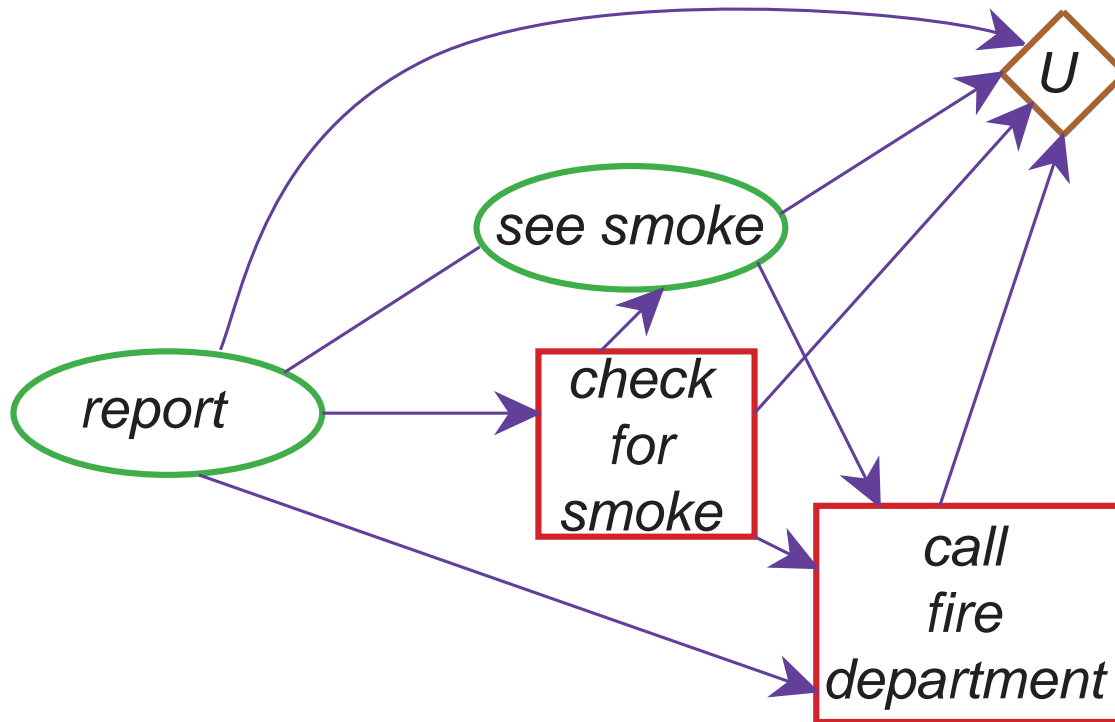 U
see smoke
report
check
for
smoke
call
fire
department